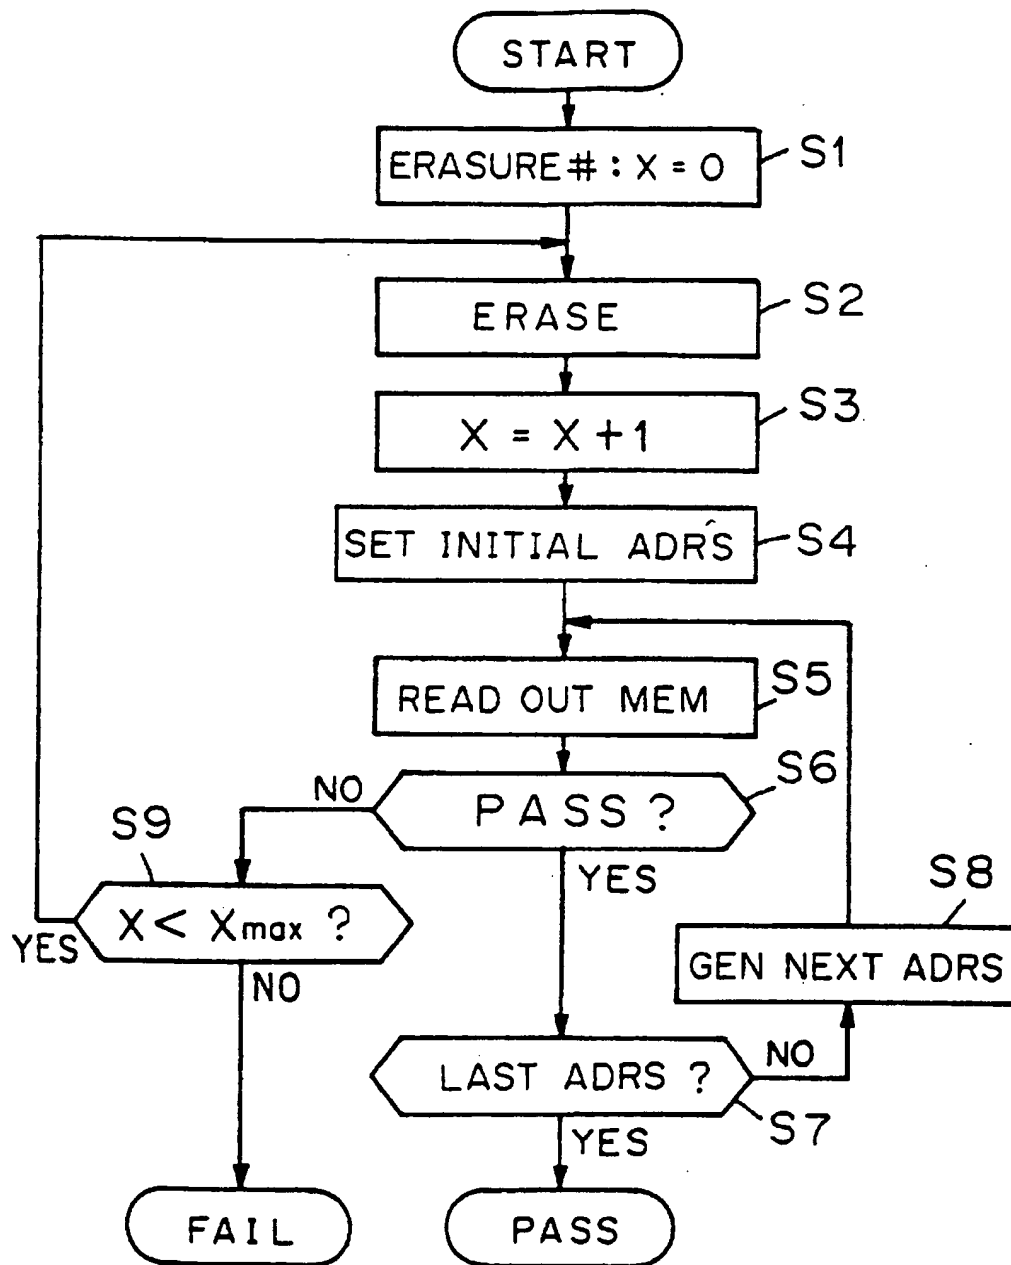 START
ERASURE # : X = 0
S1
ERASE
S2
X = X + 1
S3
SET INITIAL ADRS
S4
READ OUT MEM
S5
PASS ?
S6
NO
YES
S9
X < Xmax ?
YES
NO
S8
GEN NEXT ADRS
LAST ADRS ?
NO
S7
YES
FAIL
PASS